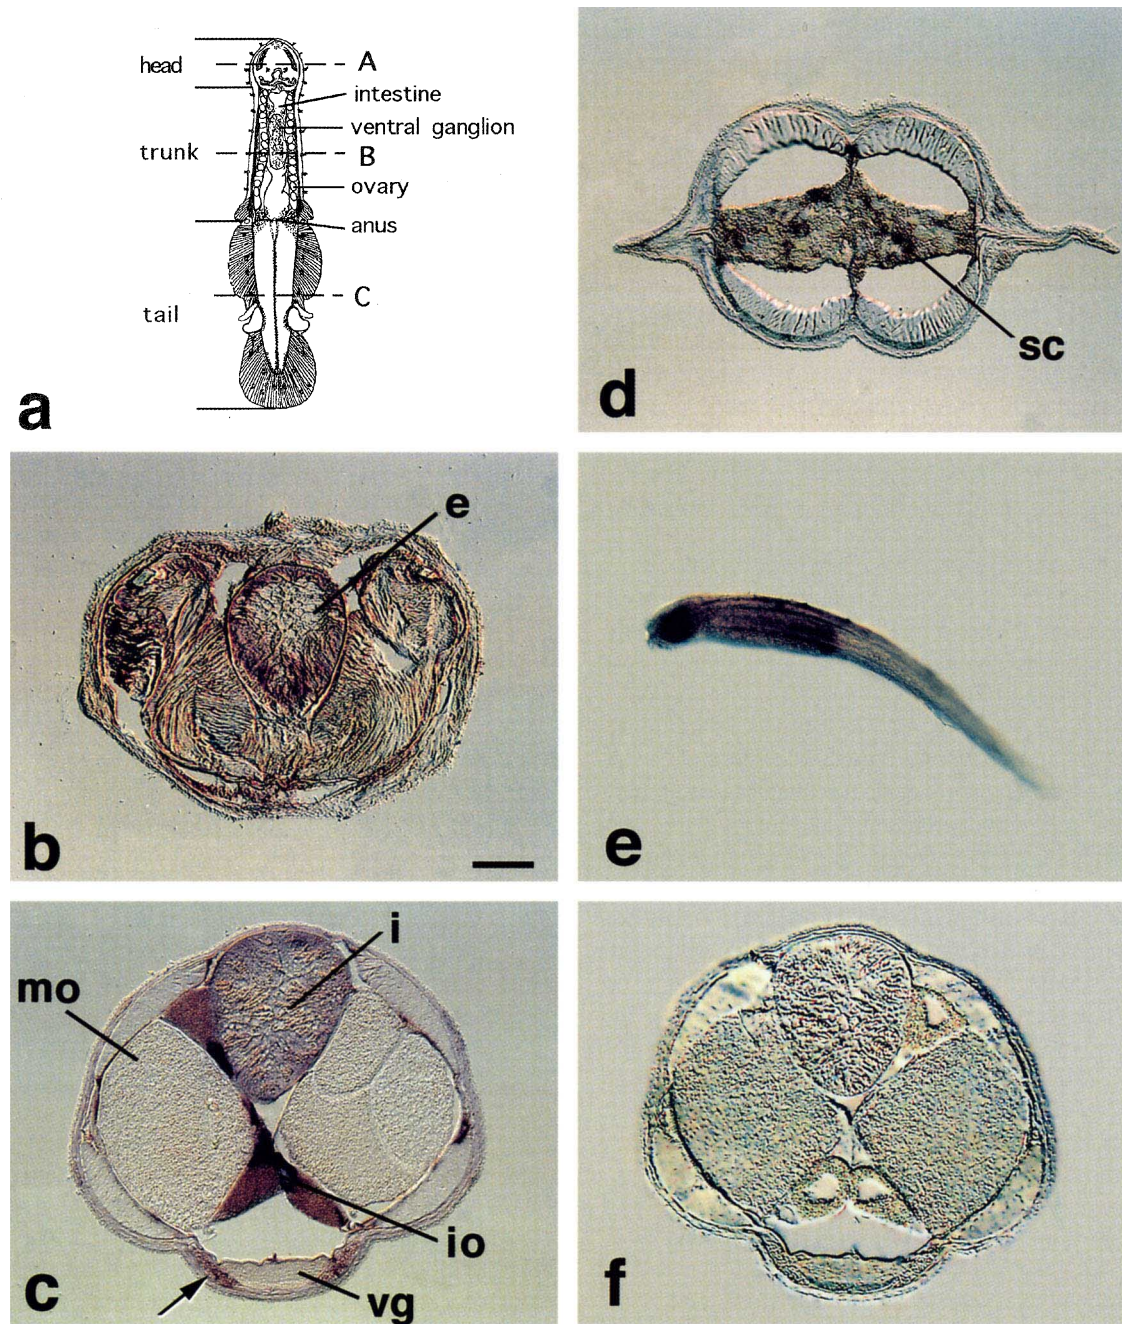 head
A
intestine
ventral ganglion
trunk
B
ovary
anus
C
tail
a
sc
d
e
b
e
i
mo
io
vg
c
f